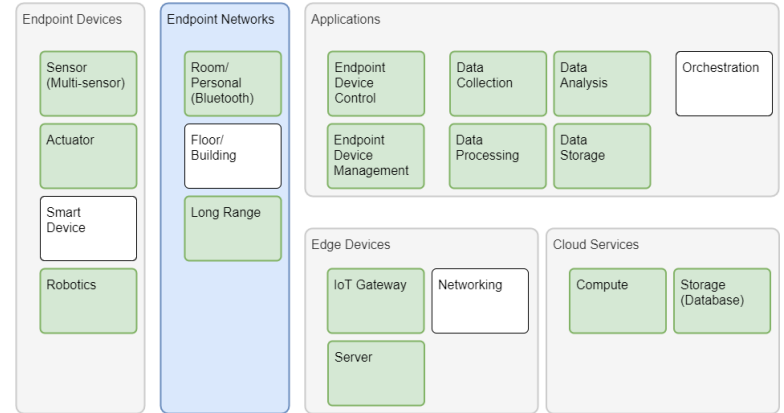 Endpoint Devices
Sensor
(Multi-sensor)
Actuator
Smart
Device
Robotics
Endpoint Networks
Room/
Personal
(Bluetooth)
Floor/
Building
Long Range
Applications
Endpoint
Device
Control
Data
Collection
Data
Analysis
Orchestration
Endpoint
Device
Management
Data
Processing
Data
Storage
Edge Devices
IoT Gateway
Networking
Server
Cloud Services
Compute
Storage
(Database)